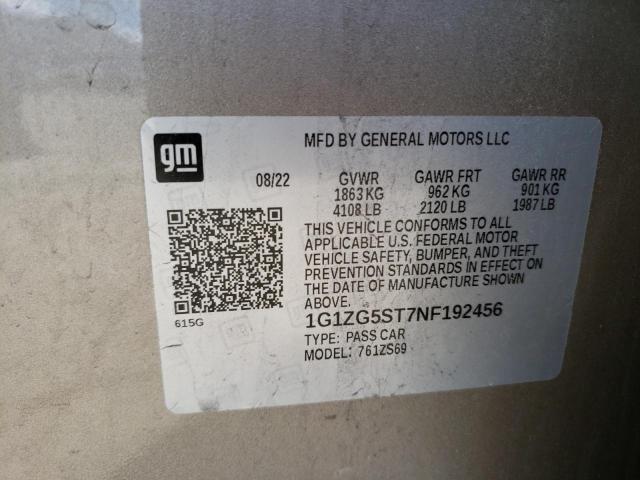 gm
MFD BY GENERAL MOTORS LLC
08/22 GVWR GAWR FRT GAWR RR
1863 KG 962 KG 901 KG
4108 LB 2120 LB 1987 LB
THIS VEHICLE CONFORMS TO ALL
APPLICABLE U.S. FEDERAL MOTOR
VEHICLE SAFETY, BUMPER, AND THEFT
PREVENTION STANDARDS IN EFFECT ON
THE DATE OF MANUFACTURE SHOWN
ABOVE.
615G
1G1ZG5ST7NF192456
TYPE: PASS CAR
MODEL: 761ZS69